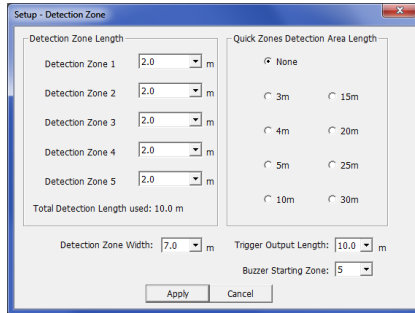 Setup - Detection Zone
Detection Zone Length
Detection Zone 1 2.0 m
Detection Zone 2 2.0 m
Detection Zone 3 2.0 m
Detection Zone 4 2.0 m
Detection Zone 5 2.0 m
Total Detection Length used: 10.0 m
Quick Zones Detection Area Length
None
3m 15m
4m 20m
5m 25m
10m 30m
Detection Zone Width: 7.0 m
Trigger Output Length: 10.0 m
Buzzer Starting Zone: 5
Apply Cancel